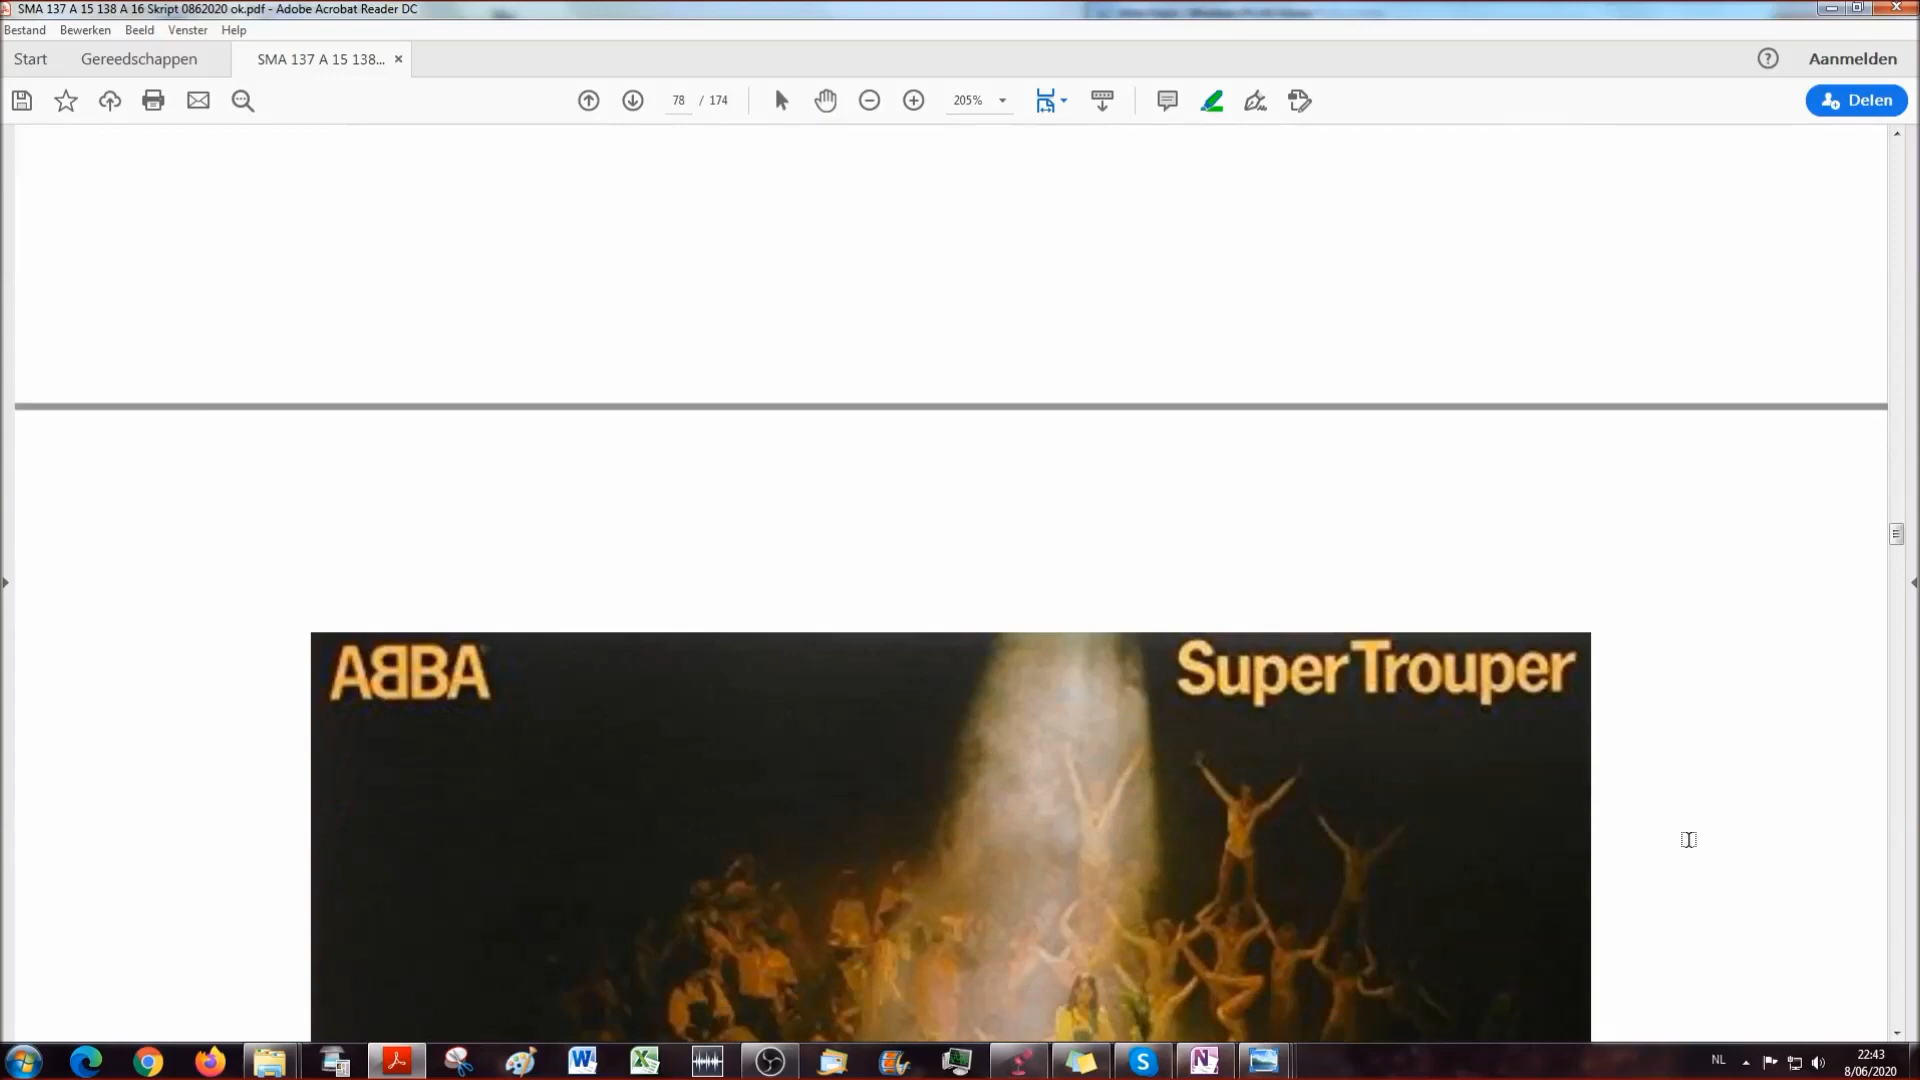 SMA 137 A 15 138 A 16 Skript 0862020 ok.pdf - Adobe Acrobat Reader DC
Bestand Bewerken Beeld Venster Help
Start Gereedschappen SMA 137 A 15 138... × Aanmelden
78 / 174 205% Delen
ABBA Super Trouper
NL 22:43
8/06/2020